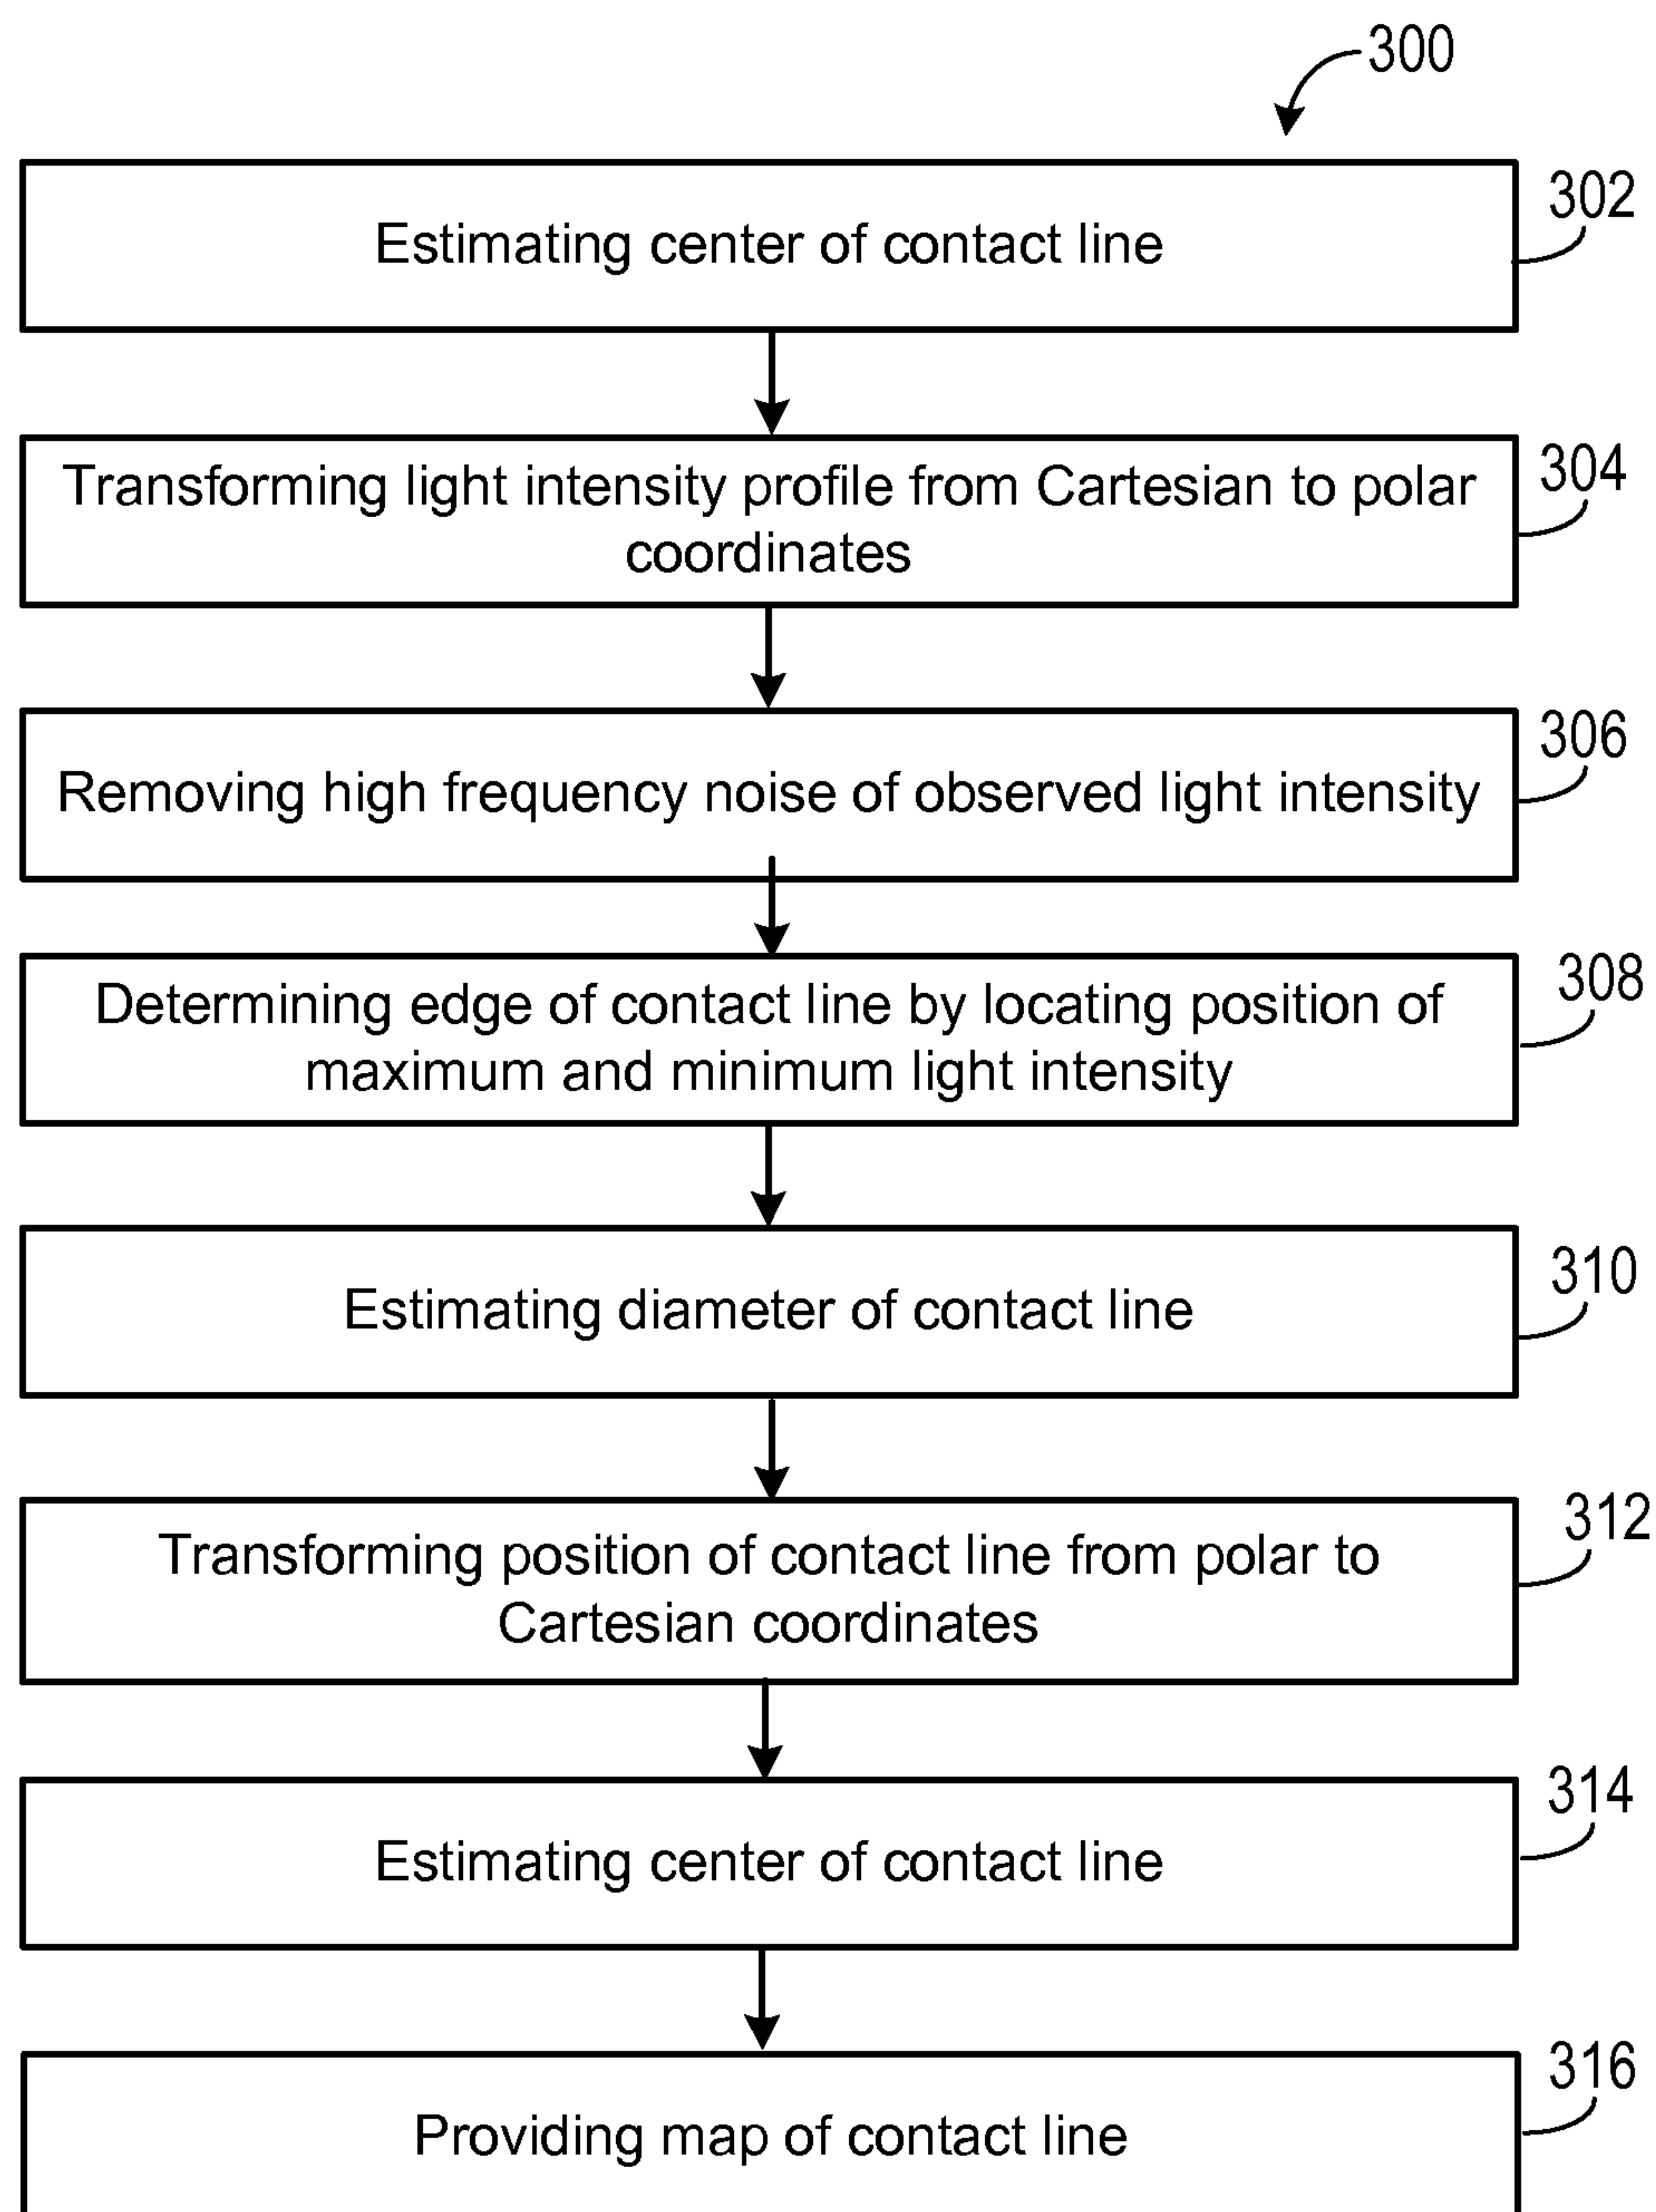 300
302
Estimating center of contact line
304
Transforming light intensity profile from Cartesian to polar
coordinates
306
Removing high frequency noise of observed light intensity
308
Determining edge of contact line by locating position of
maximum and minimum light intensity
310
Estimating diameter of contact line
312
Transforming position of contact line from polar to
Cartesian coordinates
314
Estimating center of contact line
316
Providing map of contact line